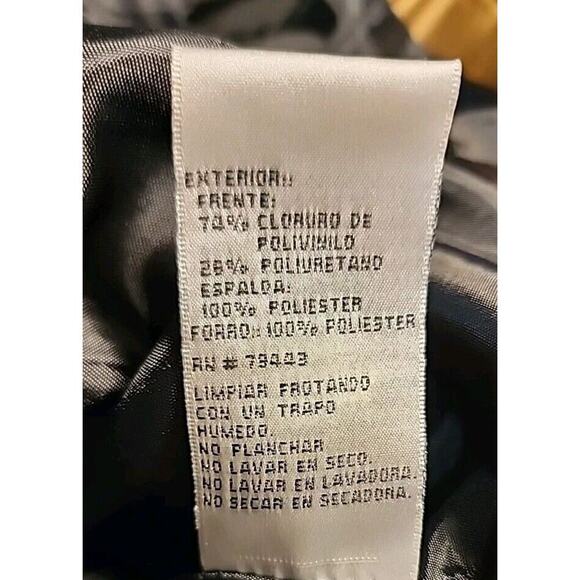 EXTERIOR::
FRENTE:
74% CLORURO DE
POLIVINILO
26% POLIURETANO
ESPALDA:
100% POLIESTER
FORRO:: 100% POLIESTER
RN # 79443
LIMPIAR FROTANDO
CON UN TRAPO
HUMEDO.
NO PLANCHAR
NO LAVAR EN SECO.
NO LAVAR EN LAVADORA.
NO SECAR EN SECADORA.